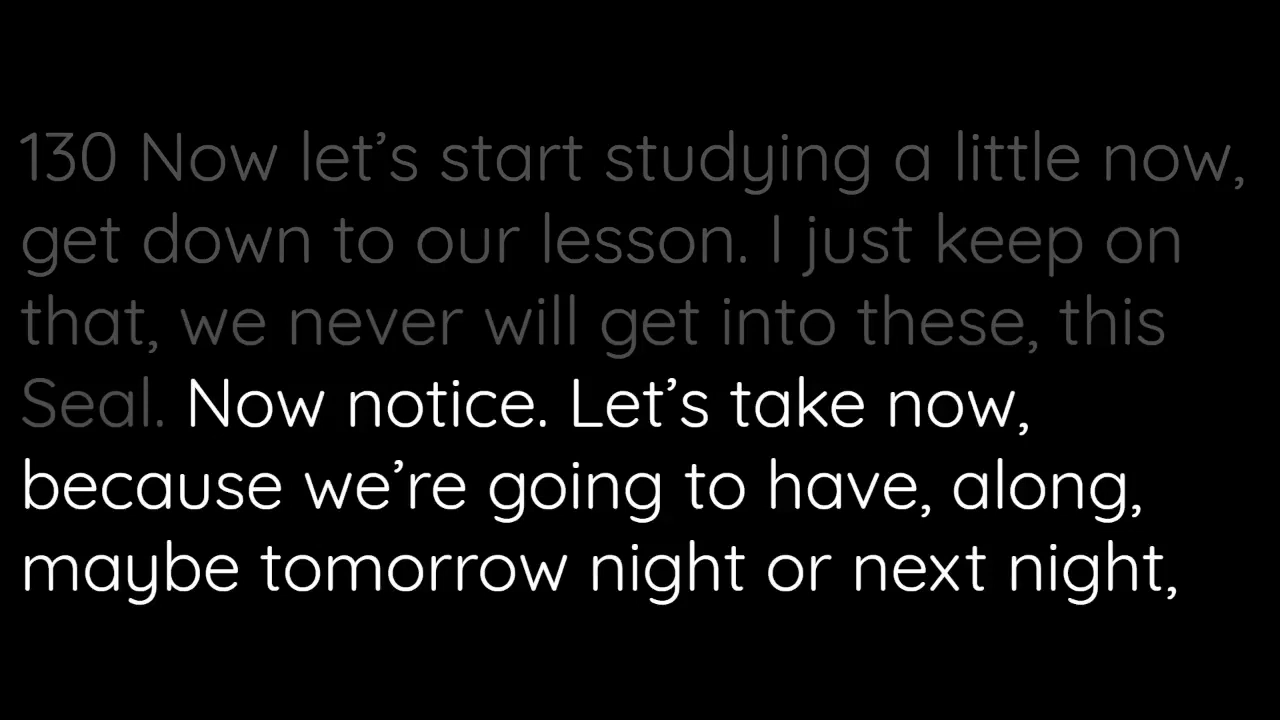 130 Now let’s start studying a little now,
get down to our lesson. I just keep on
that, we never will get into these, this
Seal. Now notice. Let’s take now,
because we’re going to have, along,
maybe tomorrow night or next night,